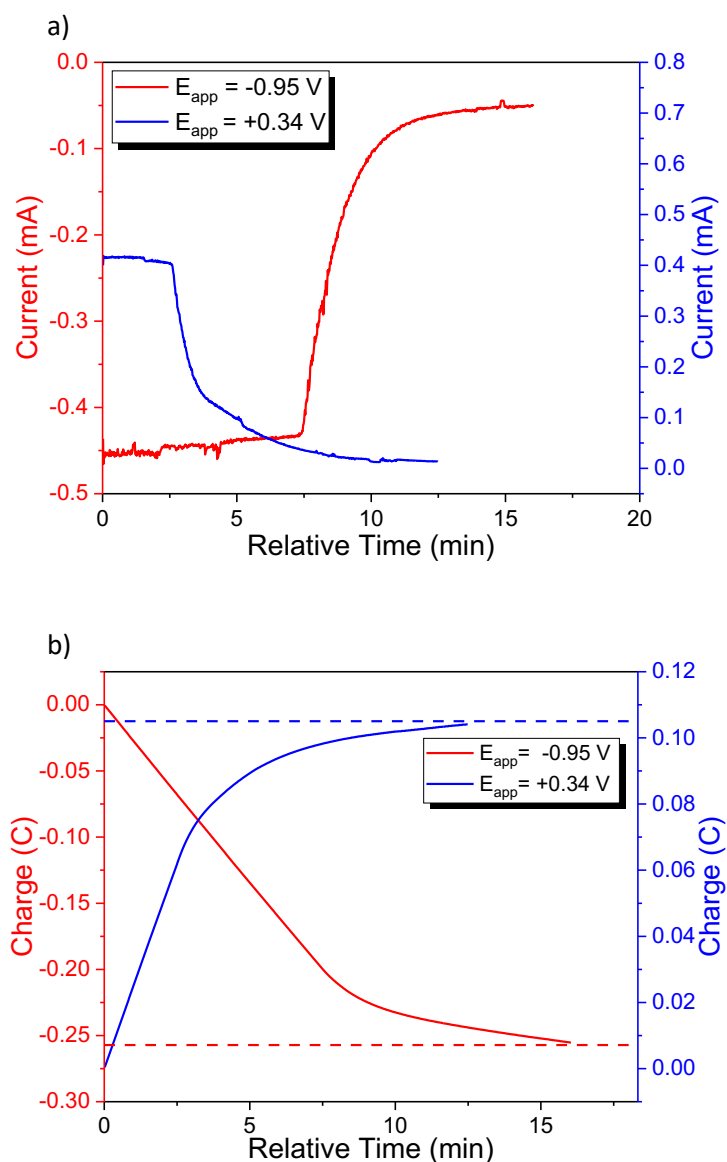 a)
E_app = -0.95 V
E_app = +0.34 V
Current (mA)
0.0
-0.1
-0.2
-0.3
-0.4
-0.5
0.8
0.7
0.6
0.5
0.4
0.3
0.2
0.1
0.0
Current (mA)
0 5 10 15 20
Relative Time (min)
b)
E_app= -0.95 V
E_app= +0.34 V
Charge (C)
0.00
-0.05
-0.10
-0.15
-0.20
-0.25
-0.30
0.12
0.10
0.08
0.06
0.04
0.02
0.00
Charge (C)
0 5 10 15
Relative Time (min)